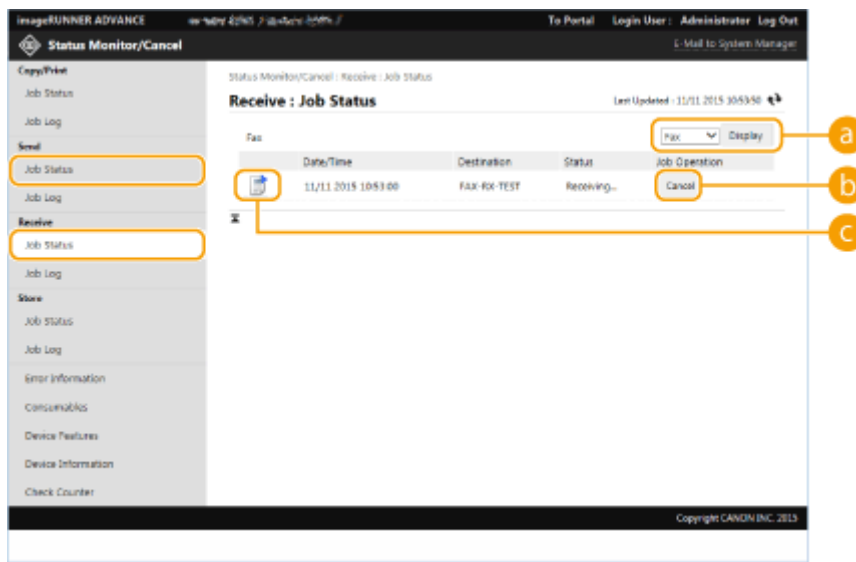 imageRUNNER ADVANCE
To Portal Login User : Administrator Log Out
Status Monitor/Cancel
E-Mail to System Manager
Copy/Print
Job Status
Job Log
Send
Job Status
Job Log
Receive
Job Status
Job Log
Store
Job Status
Job Log
Error Information
Consumables
Device Features
Device Information
Check Counter
Status Monitor/Cancel : Receive : Job Status
Receive : Job Status
Last Updated : 11/11 2015 10:53:50
Fax
Fax Display
Date/Time Destination Status Job Operation
11/11 2015 10:53:00 FAX-RX-TEST Receiving... Cancel
a
b
c
Copyright CANON INC. 2015